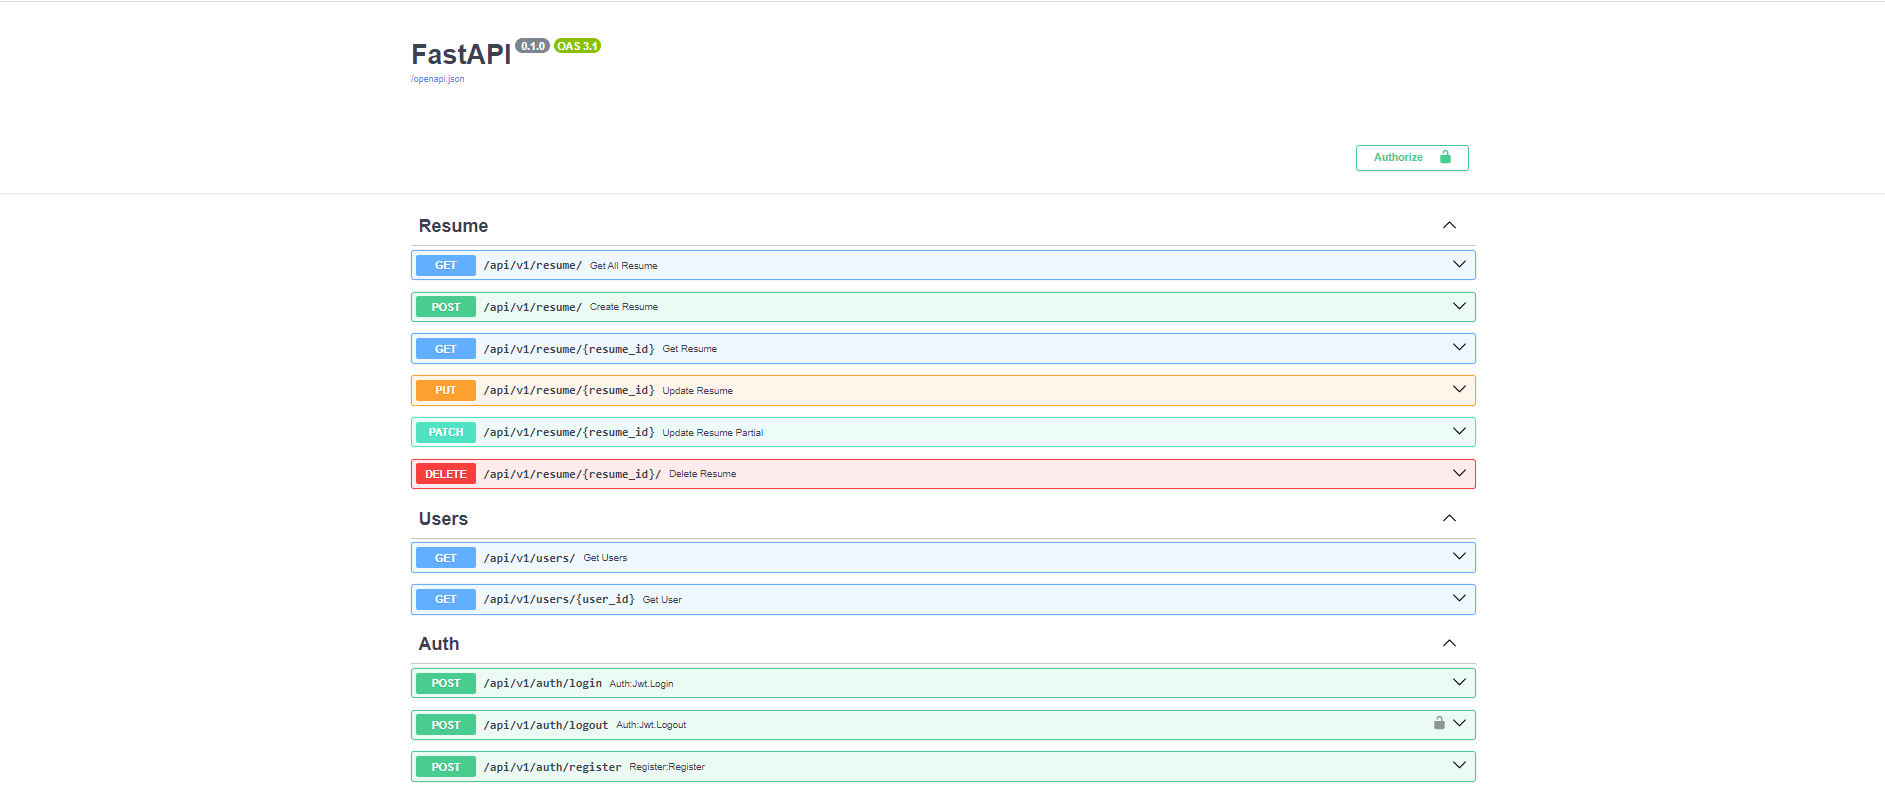 FastAPI 0.1.0 OAS 3.1
/openapi.json
Authorize
Resume
GET /api/v1/resume/ Get All Resume
POST /api/v1/resume/ Create Resume
GET /api/v1/resume/{resume_id} Get Resume
PUT /api/v1/resume/{resume_id} Update Resume
PATCH /api/v1/resume/{resume_id} Update Resume Partial
DELETE /api/v1/resume/{resume_id}/ Delete Resume
Users
GET /api/v1/users/ Get Users
GET /api/v1/users/{user_id} Get User
Auth
POST /api/v1/auth/login Auth:Jwt.Login
POST /api/v1/auth/logout Auth:Jwt.Logout
POST /api/v1/auth/register Register:Register